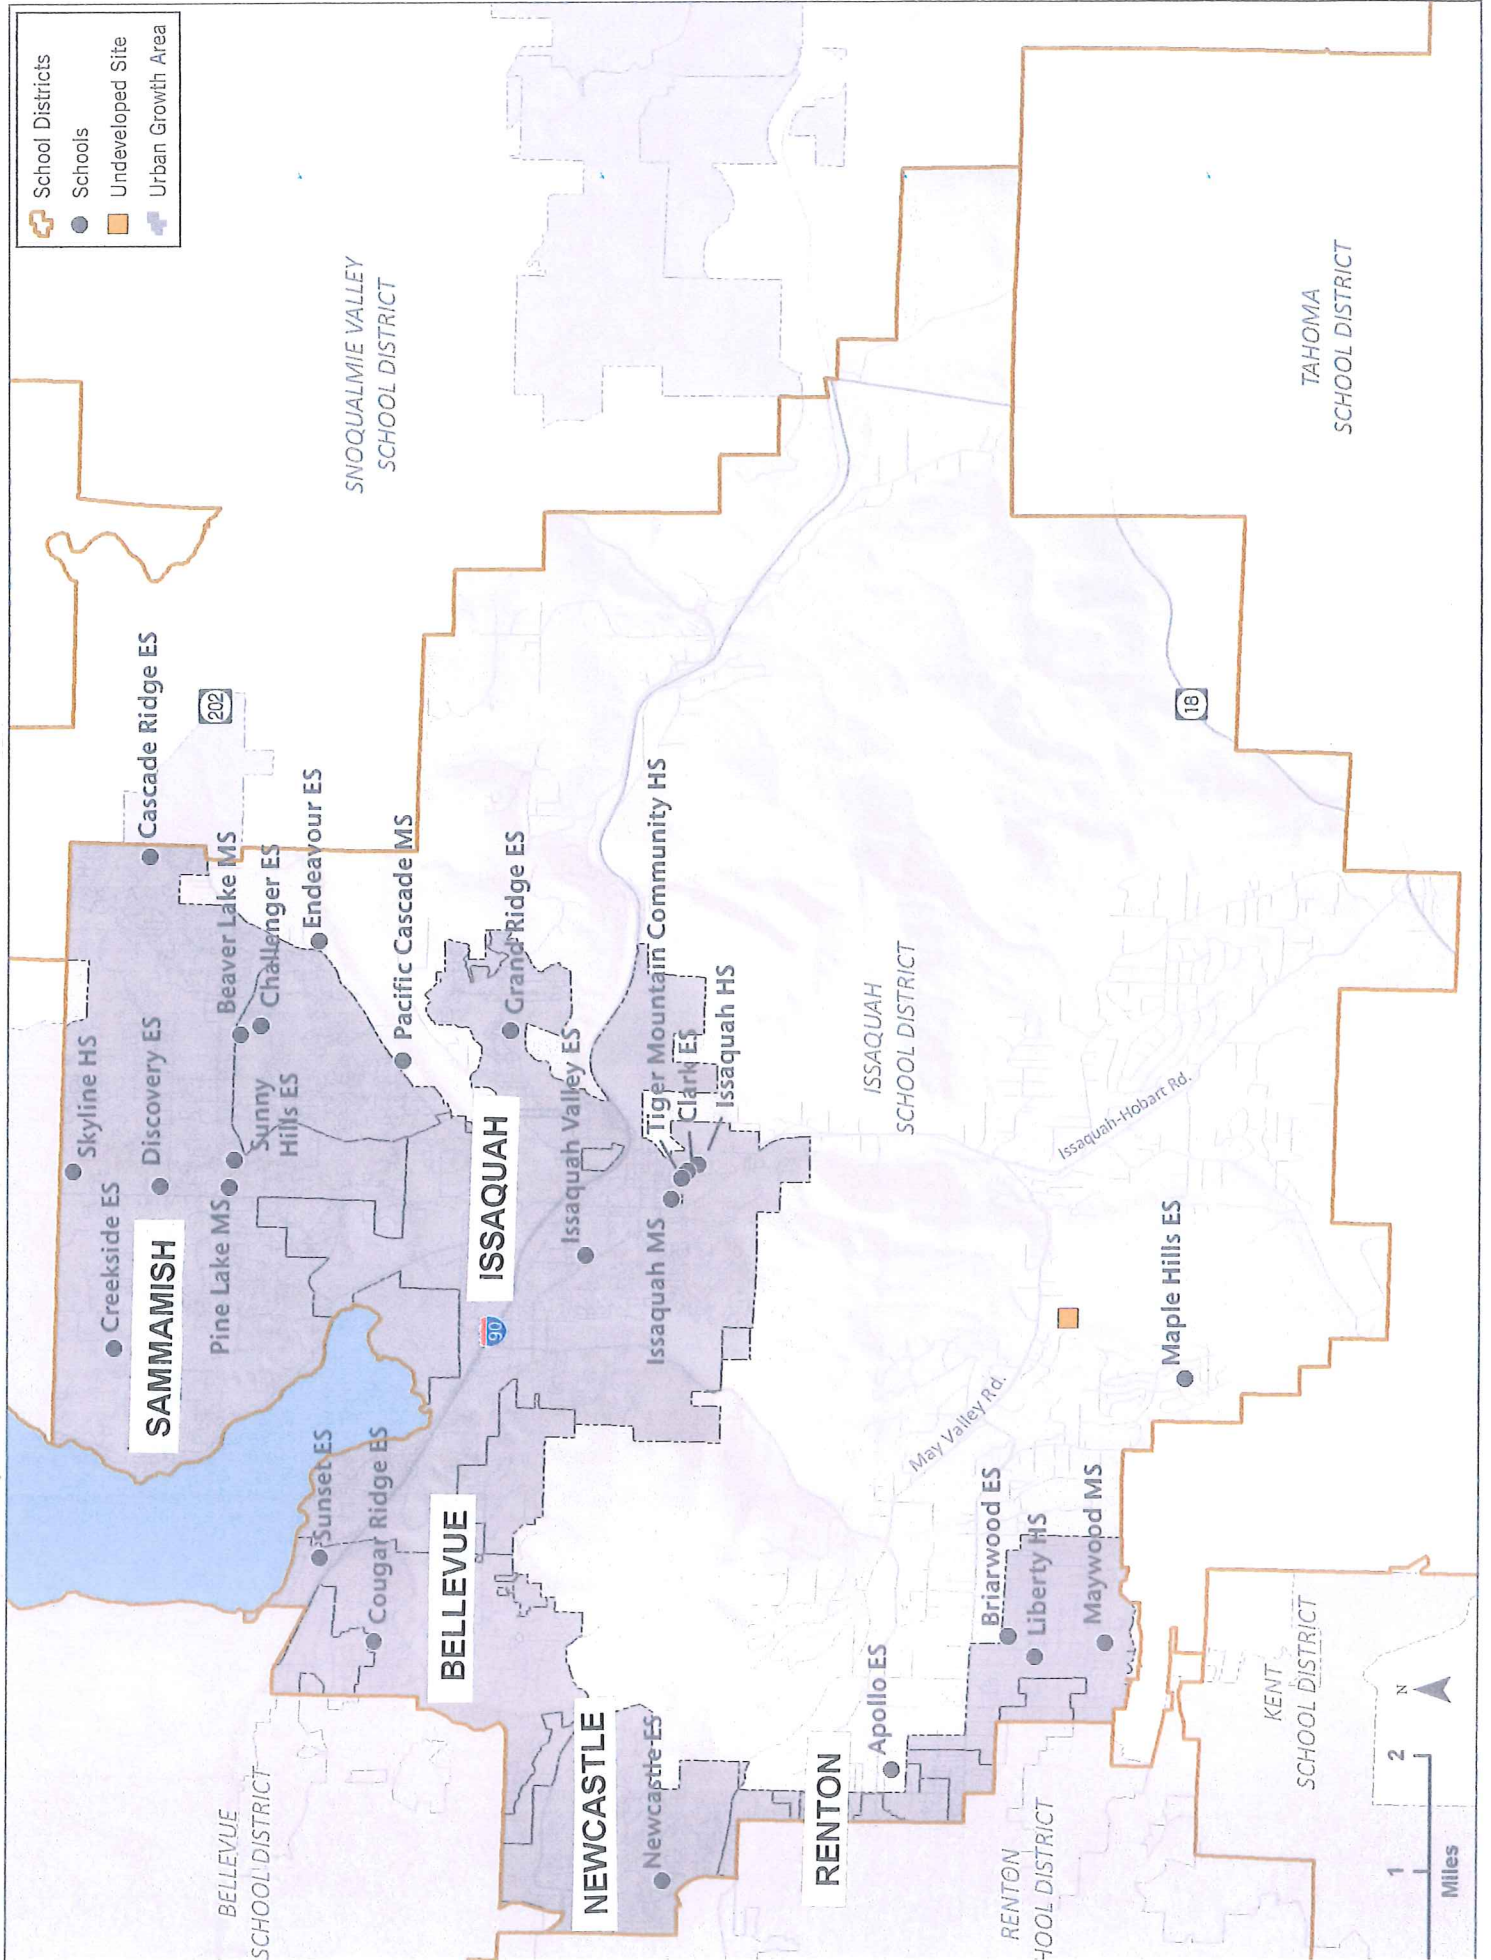 School Districts
Schools
Undeveloped Site
Urban Growth Area
SNOQUALMIE VALLEY
SCHOOL DISTRICT
TAHOMA
SCHOOL DISTRICT
Cascade Ridge ES
202
Beaver Lake MS
Challenger ES
Endeavour ES
Pacific Cascade MS
Grand Ridge ES
Tiger Mountain Community HS
Clark ES
Issaquah HS
18
Skyline HS
Discovery ES
Sunny
Hills ES
Creekside ES
SAMMAMISH
Pine Lake MS
ISSAQUAH
90
Issaquah Valley ES
Issaquah MS
ISSAQUAH
SCHOOL DISTRICT
Issaquah-Hobart Rd.
Maple Hills ES
May Valley Rd.
Sunset ES
Cougar Ridge ES
BELLEVUE
Briarwood ES
Liberty HS
Maywood MS
NEWCASTLE
Newcastle ES
RENTON
Apollo ES
BELLEVUE
SCHOOL DISTRICT
RENTON
HOOL DISTRICT
KENT
SCHOOL DISTRICT
N
1
2
Miles